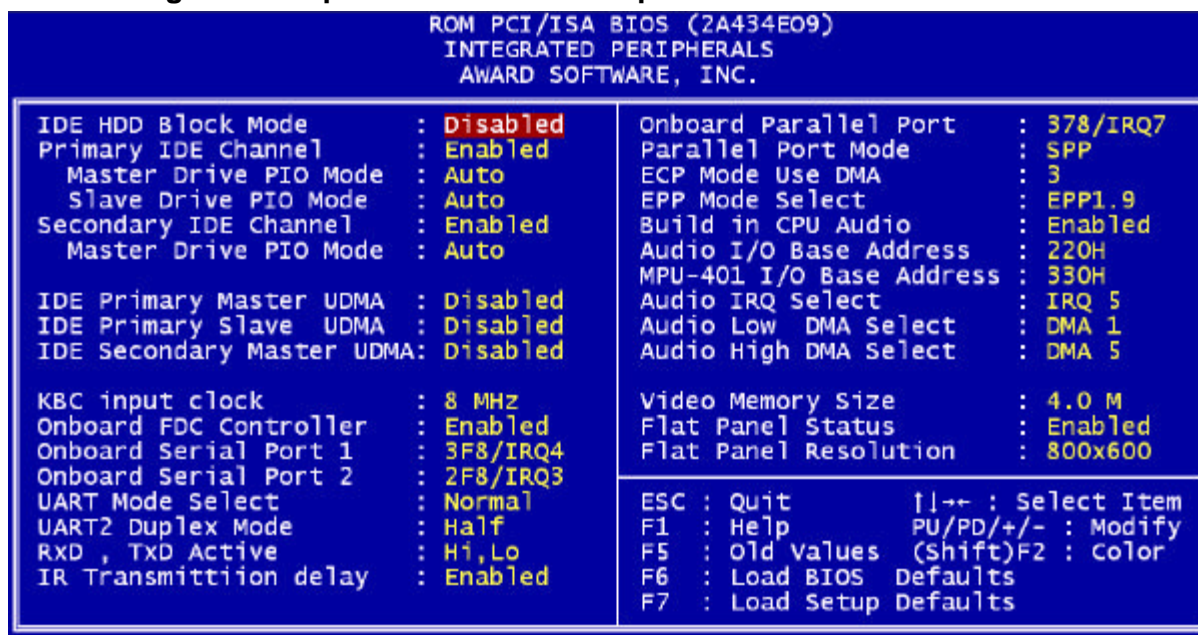 ROM PCI/ISA BIOS (2A434EO9)
INTEGRATED PERIPHERALS
AWARD SOFTWARE, INC.
IDE HDD Block Mode : Disabled
Primary IDE Channel : Enabled
Master Drive PIO Mode : Auto
Slave Drive PIO Mode : Auto
Secondary IDE Channel : Enabled
Master Drive PIO Mode : Auto
IDE Primary Master UDMA : Disabled
IDE Primary Slave UDMA : Disabled
IDE Secondary Master UDMA: Disabled
KBC input clock : 8 MHz
Onboard FDC Controller : Enabled
Onboard Serial Port 1 : 3F8/IRQ4
Onboard Serial Port 2 : 2F8/IRQ3
UART Mode Select : Normal
UART2 Duplex Mode : Half
RxD , TxD Active : Hi,Lo
IR Transmittiion delay : Enabled
Onboard Parallel Port : 378/IRQ7
Parallel Port Mode : SPP
ECP Mode Use DMA : 3
EPP Mode Select : EPP1.9
Build in CPU Audio : Enabled
Audio I/O Base Address : 220H
MPU-401 I/O Base Address : 330H
Audio IRQ Select : IRQ 5
Audio Low DMA Select : DMA 1
Audio High DMA Select : DMA 5
Video Memory Size : 4.0 M
Flat Panel Status : Enabled
Flat Panel Resolution : 800x600
ESC : Quit ↑↓→← : Select Item
F1 : Help PU/PD/+/- : Modify
F5 : Old Values (Shift)F2 : Color
F6 : Load BIOS Defaults
F7 : Load Setup Defaults